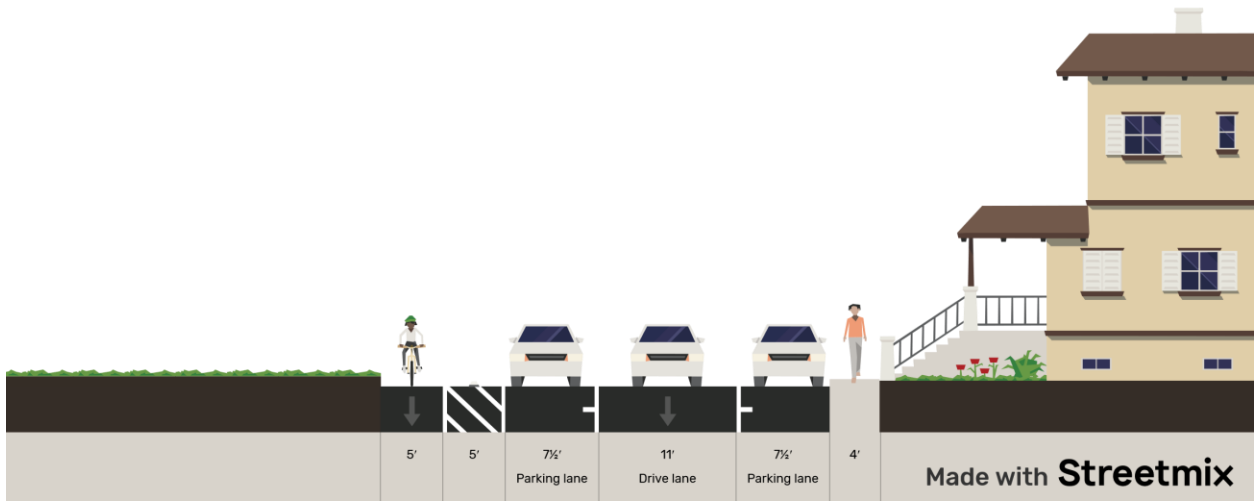 5′
5′
7½′
Parking lane
11′
Drive lane
7½′
Parking lane
4′
Made with Streetmix